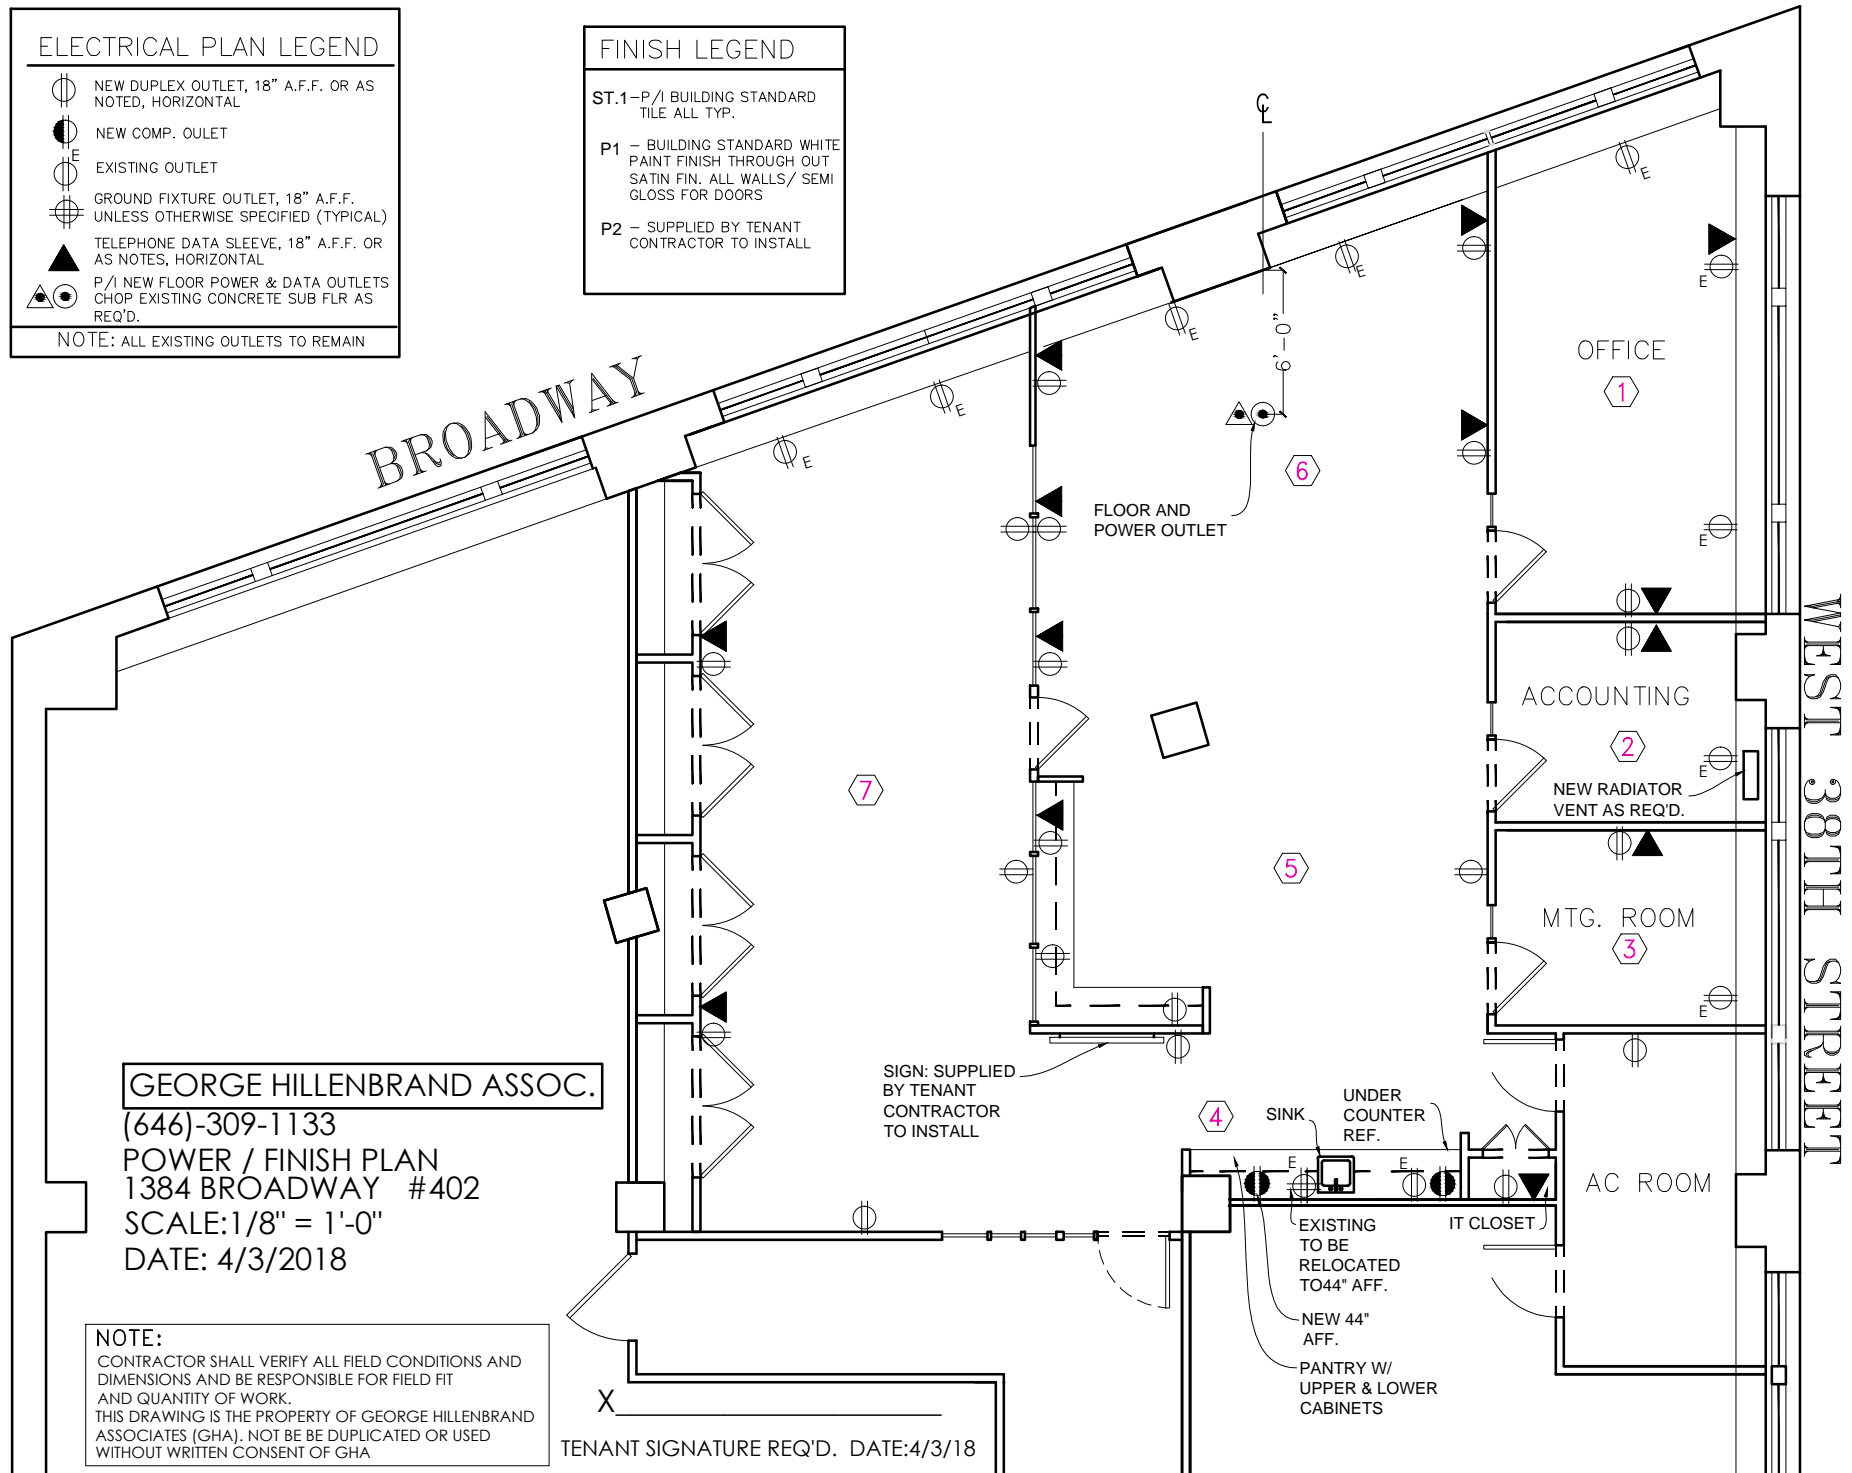 ELECTRICAL PLAN LEGEND
NEW DUPLEX OUTLET, 18" A.F.F. OR AS
NOTED, HORIZONTAL
NEW COMP. OULET
E
EXISTING OUTLET
GROUND FIXTURE OUTLET, 18" A.F.F.
UNLESS OTHERWISE SPECIFIED (TYPICAL)
TELEPHONE DATA SLEEVE, 18" A.F.F. OR
AS NOTES, HORIZONTAL
P/I NEW FLOOR POWER & DATA OUTLETS
CHOP EXISTING CONCRETE SUB FLR AS
REQ'D.
NOTE: ALL EXISTING OUTLETS TO REMAIN
FINISH LEGEND
ST.1-P/I BUILDING STANDARD
TILE ALL TYP.
P1 - BUILDING STANDARD WHITE
PAINT FINISH THROUGH OUT
SATIN FIN. ALL WALLS/ SEMI
GLOSS FOR DOORS
P2 - SUPPLIED BY TENANT
CONTRACTOR TO INSTALL
BROADWAY
CL
6'-0"
E
E
E
E
E
E
E
OFFICE
1
6
FLOOR AND
POWER OUTLET
WEST 38TH STREET
ACCOUNTING
2
E
NEW RADIATOR
VENT AS REQ'D.
7
5
MTG. ROOM
3
E
SIGN: SUPPLIED
BY TENANT
CONTRACTOR
TO INSTALL
4
SINK
UNDER
COUNTER
REF.
E
E
AC ROOM
IT CLOSET
EXISTING
TO BE
RELOCATED
TO44" AFF.
NEW 44"
AFF.
PANTRY W/
UPPER & LOWER
CABINETS
GEORGE HILLENBRAND ASSOC.
(646)-309-1133
POWER / FINISH PLAN
1384 BROADWAY #402
SCALE:1/8" = 1'-0"
DATE: 4/3/2018
NOTE:
CONTRACTOR SHALL VERIFY ALL FIELD CONDITIONS AND
DIMENSIONS AND BE RESPONSIBLE FOR FIELD FIT
AND QUANTITY OF WORK.
THIS DRAWING IS THE PROPERTY OF GEORGE HILLENBRAND
ASSOCIATES (GHA). NOT BE BE DUPLICATED OR USED
WITHOUT WRITTEN CONSENT OF GHA
X
TENANT SIGNATURE REQ'D. DATE:4/3/18